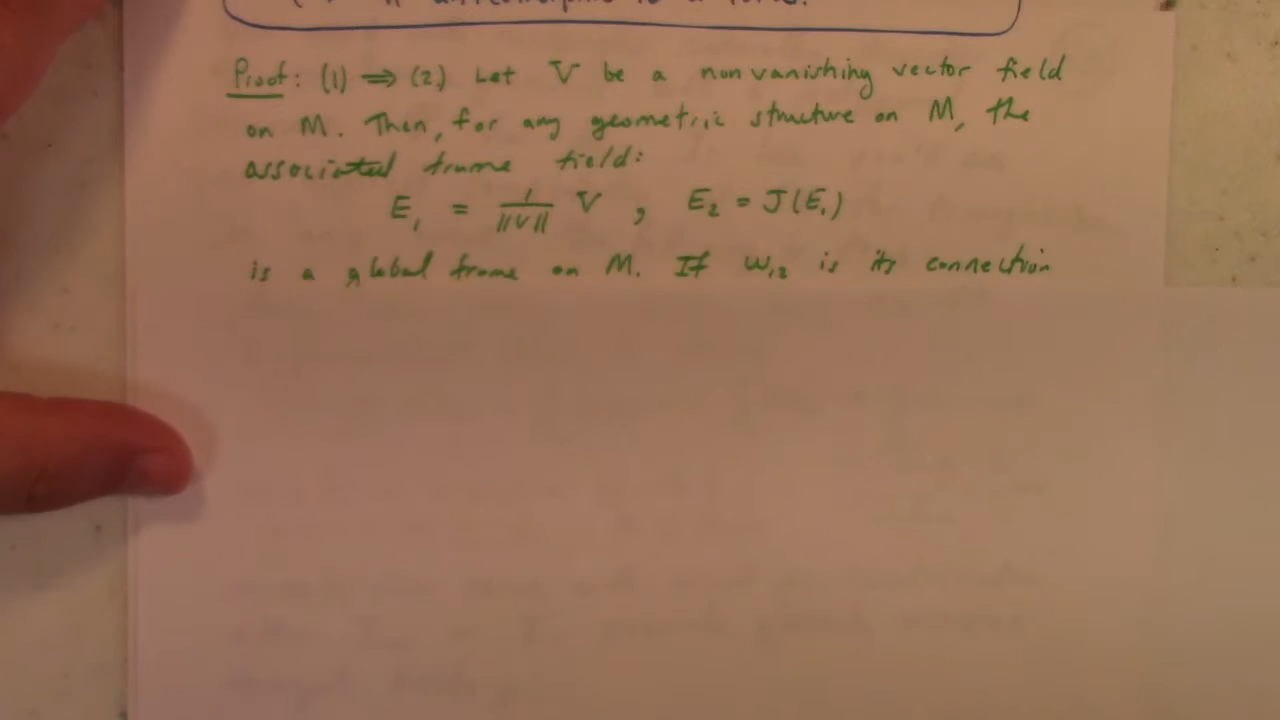 Proof: (1) ⟹ (2) Let V be a nonvanishing vector field
on M. Then, for any geometric structure on M, the
associated frame field:
E₁ = 1/||V|| V , E₂ = J(E₁)
is a global frame on M. If ω₁₂ is its connection